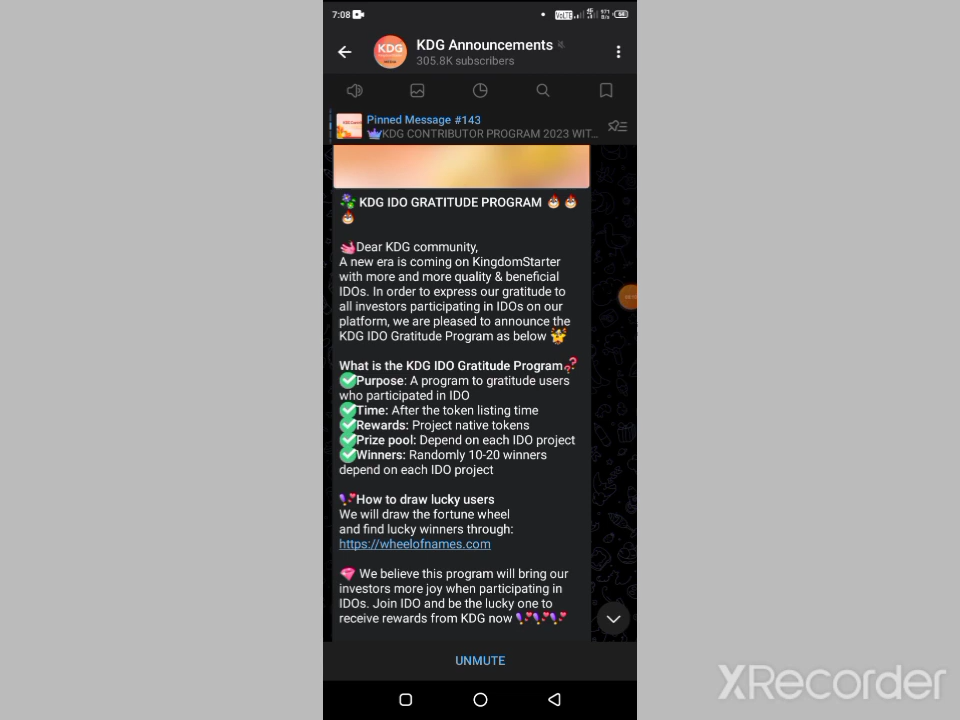 7:08
VoLTE
KDG Announcements
305.8K subscribers
KDG
Pinned Message #143
KDG CONTRIBUTOR PROGRAM 2023 WIT...
KDG IDO GRATITUDE PROGRAM
Dear KDG community,
A new era is coming on KingdomStarter
with more and more quality & beneficial
IDOs. In order to express our gratitude to
all investors participating in IDOs on our
platform, we are pleased to announce the
KDG IDO Gratitude Program as below
What is the KDG IDO Gratitude Program
Purpose: A program to gratitude users
who participated in IDO
Time: After the token listing time
Rewards: Project native tokens
Prize pool: Depend on each IDO project
Winners: Randomly 10-20 winners
depend on each IDO project
How to draw lucky users
We will draw the fortune wheel
and find lucky winners through:
https://wheelofnames.com
We believe this program will bring our
investors more joy when participating in
IDOs. Join IDO and be the lucky one to
receive rewards from KDG now
UNMUTE
XRecorder